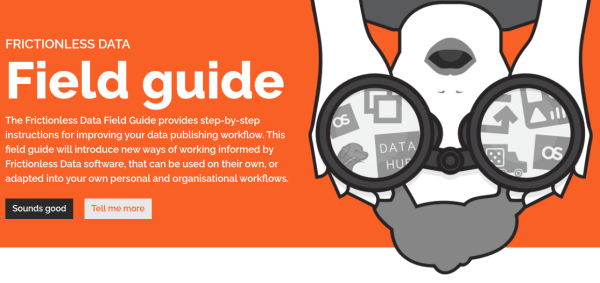 FRICTIONLESS DATA
Field guide
The Frictionless Data Field Guide provides step-by-step
instructions for improving your data publishing workflow. This
field guide will introduce new ways of working informed by
Frictionless Data software, that can be used on their own, or
adapted into your own personal and organisational workflows.
Sounds good
Tell me more
DATA
HUB